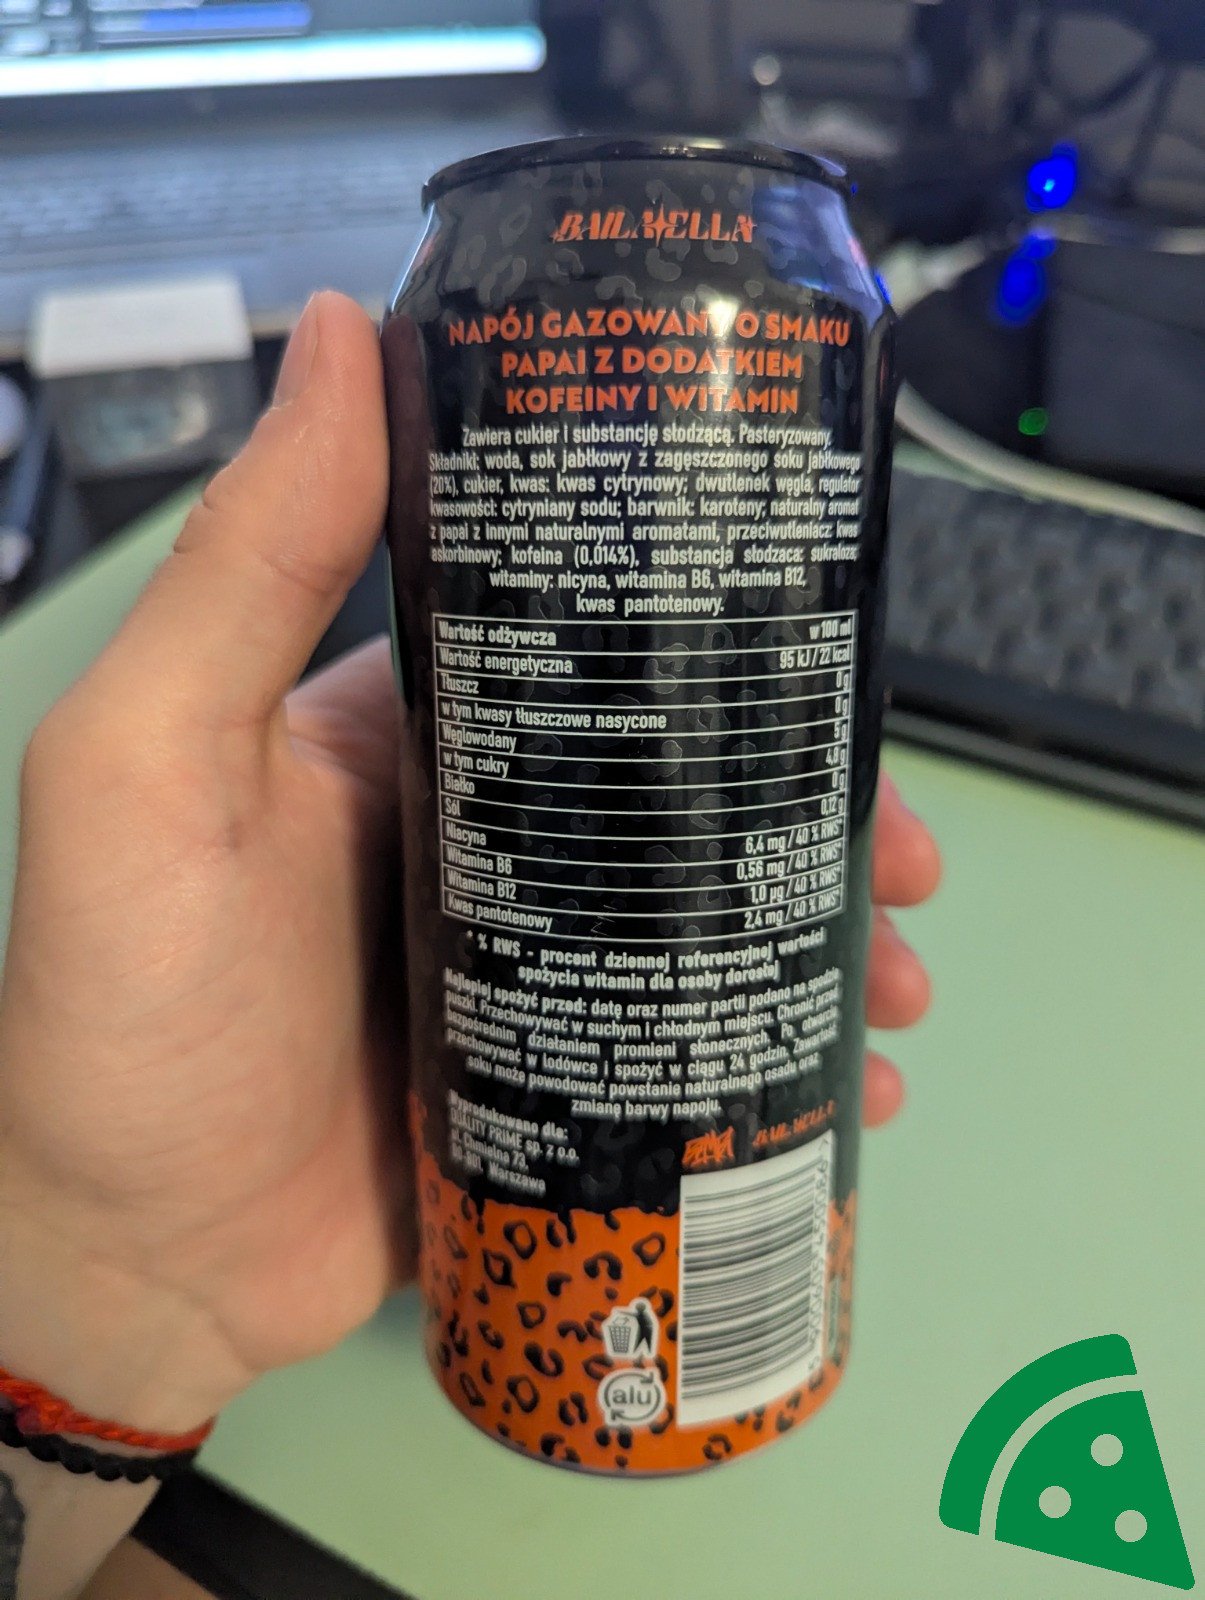 BAILA ELLA
NAPÓJ GAZOWANY O SMAKU
PAPAI Z DODATKIEM
KOFEINY I WITAMIN
Zawiera cukier i substancję słodzącą. Pasteryzowany.
Składniki: woda, sok jabłkowy z zagęszczonego soku jabłkowego
(20%), cukier, kwas: kwas cytrynowy; dwutlenek węgla, regulator
kwasowości: cytryniany sodu; barwnik: karoteny; naturalny aromat
z papai z innymi naturalnymi aromatami, przeciwutleniacz: kwas
askorbinowy; kofeina (0,014%), substancja słodząca: sukraloza;
witaminy: nicyna, witamina B6, witamina B12,
kwas pantotenowy.
Wartość odżywcza w 100 ml
Wartość energetyczna 95 kJ / 22 kcal
Tłuszcz 0 g
w tym kwasy tłuszczowe nasycone 0 g
Węglowodany 5 g
w tym cukry 4,8 g
Białko 0 g
Sól 0,12 g
Niacyna 6,4 mg / 40 % RWS*
Witamina B6 0,56 mg / 40 % RWS*
Witamina B12 1,0 µg / 40 % RWS*
Kwas pantotenowy 2,4 mg / 40 % RWS*
* % RWS - procent dziennej referencyjnej wartości
spożycia witamin dla osoby dorosłej
Najlepiej spożyć przed: datę oraz numer partii podano na spodzie
puszki. Przechowywać w suchym i chłodnym miejscu. Chronić przed
bezpośrednim działaniem promieni słonecznych. Po otwarciu
przechowywać w lodówce i spożyć w ciągu 24 godzin. Zawartość
soku może powodować powstanie naturalnego osadu oraz
zmianę barwy napoju.
Wyprodukowano dla:
QUALITY PRIME sp. z o.o.
ul. Chmielna 73,
Warszawa
alu